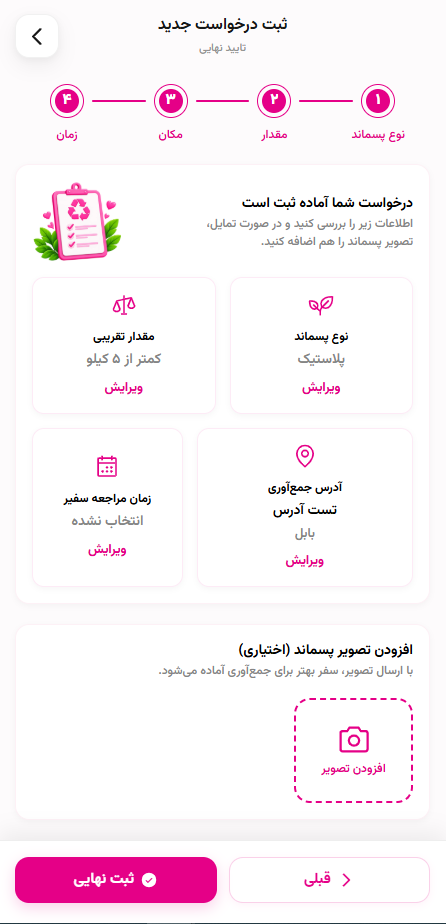 ثبت درخواست جدید
تایید نهایی
۱
۲
۳
۴
نوع پسماند
مقدار
مکان
زمان
درخواست شما آماده ثبت است
اطلاعات زیر را بررسی کنید و در صورت تمایل،
تصویر پسماند را هم اضافه کنید.
نوع پسماند
پلاستیک
ویرایش
مقدار تقریبی
کمتر از ۵ کیلو
ویرایش
آدرس جمع‌آوری
تست آدرس
بابل
ویرایش
زمان مراجعه سفیر
انتخاب نشده
ویرایش
افزودن تصویر پسماند (اختیاری)
با ارسال تصویر، سفر بهتر برای جمع‌آوری آماده می‌شود.
افزودن تصویر
قبلی
ثبت نهایی